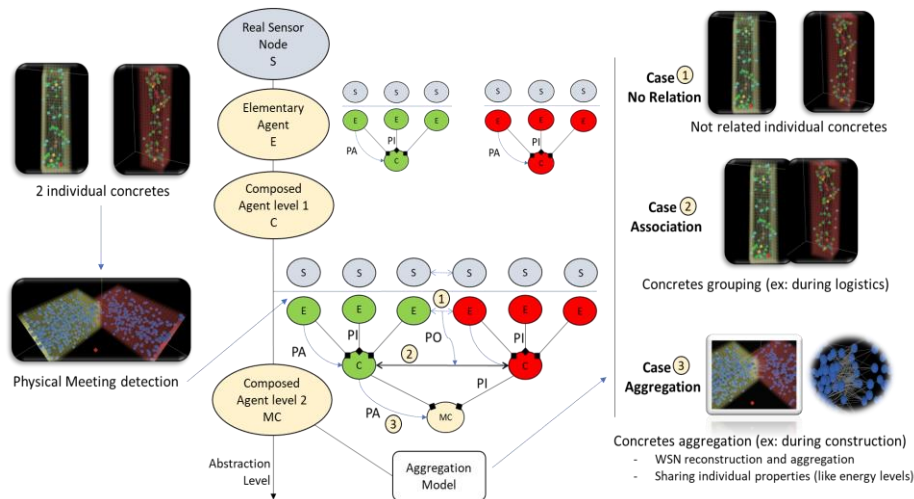 2 individual concretes
Physical Meeting detection
Real Sensor
Node
S
Elementary
Agent
E
Composed
Agent level 1
C
Composed
Agent level 2
MC
Abstraction
Level
S
S
S
E
E
E
PA
PI
C
S
S
S
E
E
E
PA
PI
C
S
S
S
S
S
S
E
E
E
1
E
E
E
PI
PO
PI
PA
2
C
C
PI
PA
3
MC
Aggregation
Model
Case 1
No Relation
Not related individual concretes
Case 2
Association
Concretes grouping (ex: during logistics)
Case 3
Aggregation
Concretes aggregation (ex: during construction)
- WSN reconstruction and aggregation
- Sharing individual properties (like energy levels)